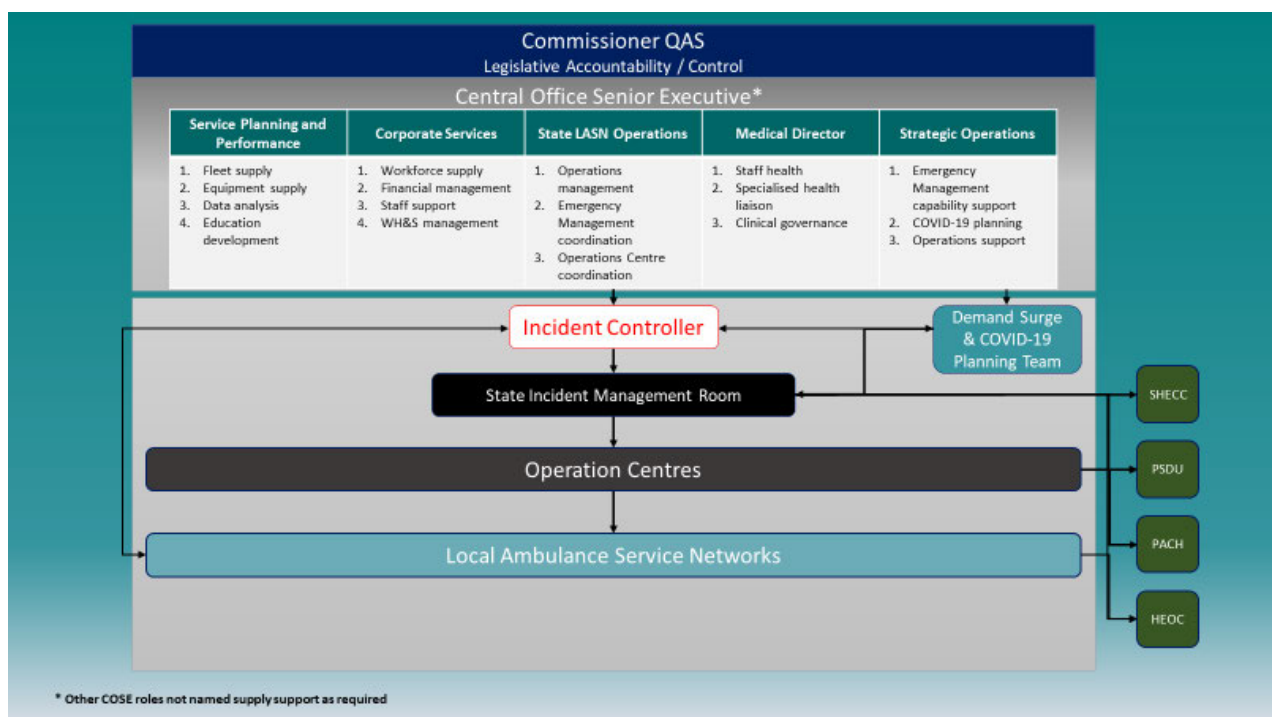 Commissioner QAS
Legislative Accountability / Control
Central Office Senior Executive*
Service Planning and
Performance
1. Fleet supply
2. Equipment supply
3. Data analysis
4. Education
development
Corporate Services
1. Workforce supply
2. Financial management
3. Staff support
4. WH&S management
State LASN Operations
1. Operations
management
2. Emergency
Management
coordination
3. Operations Centre
coordination
Medical Director
1. Staff health
2. Specialised health
liaison
3. Clinical governance
Strategic Operations
1. Emergency
Management
capability support
2. COVID-19 planning
3. Operations support
Incident Controller
Demand Surge
& COVID-19
Planning Team
State Incident Management Room
SHECC
Operation Centres
PSDU
PACH
Local Ambulance Service Networks
HEOC
* Other COSE roles not named supply support as required